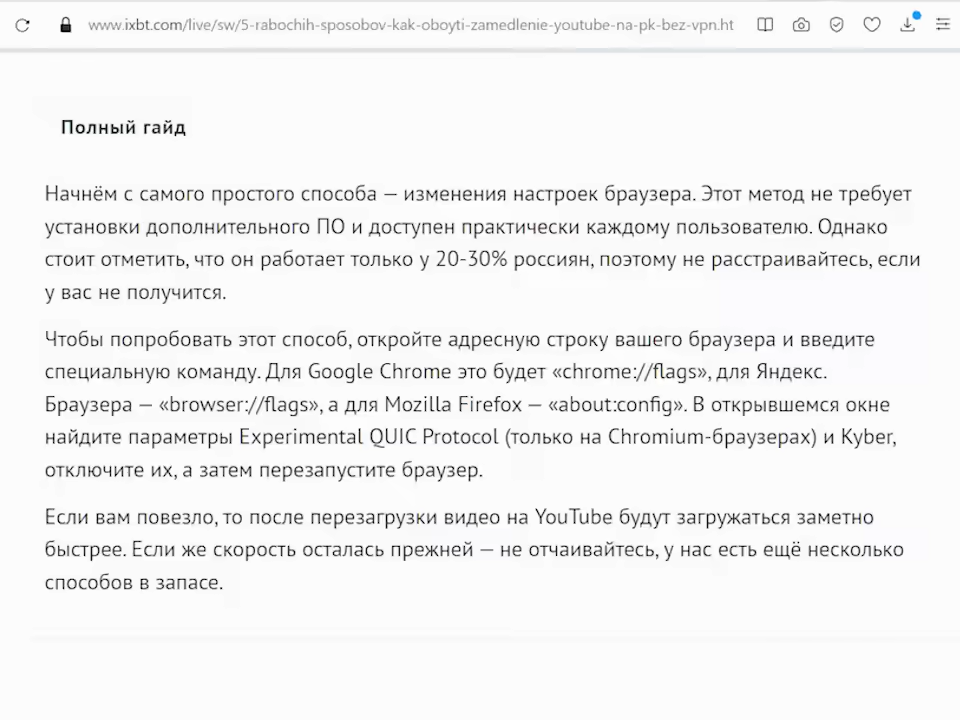 www.ixbt.com/live/sw/5-rabochih-sposobov-kak-oboyti-zamedlenie-youtube-na-pk-bez-vpn.ht
Полный гайд
Начнём с самого простого способа — изменения настроек браузера. Этот метод не требует
установки дополнительного ПО и доступен практически каждому пользователю. Однако
стоит отметить, что он работает только у 20-30% россиян, поэтому не расстраивайтесь, если
у вас не получится.
Чтобы попробовать этот способ, откройте адресную строку вашего браузера и введите
специальную команду. Для Google Chrome это будет «chrome://flags», для Яндекс.
Браузера — «browser://flags», а для Mozilla Firefox — «about:config». В открывшемся окне
найдите параметры Experimental QUIC Protocol (только на Chromium-браузерах) и Kyber,
отключите их, а затем перезапустите браузер.
Если вам повезло, то после перезагрузки видео на YouTube будут загружаться заметно
быстрее. Если же скорость осталась прежней — не отчаивайтесь, у нас есть ещё несколько
способов в запасе.